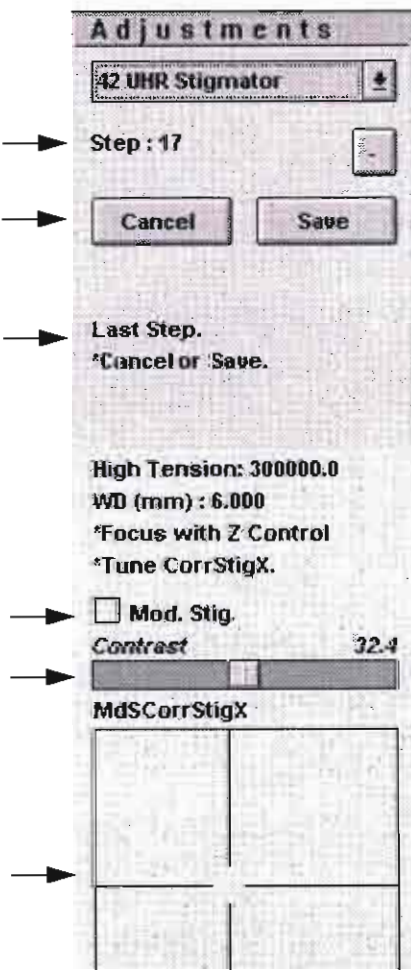 Adjustments
42 UHR Stigmator
Step : 17
-
Cancel Save
Last Step.
*Cancel or Save.
High Tension: 300000.0
WD (mm) : 6.000
*Focus with Z Control
*Tune CorrStigX.
Mod. Stig.
Contrast 32.4
MdSCorrStigX